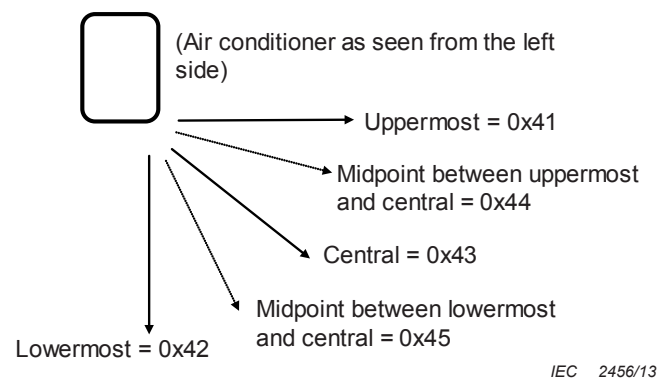 (Air conditioner as seen from the left
side)
Uppermost = 0x41
Midpoint between uppermost
and central = 0x44
Central = 0x43
Midpoint between lowermost
and central = 0x45
Lowermost = 0x42
IEC 2456/13